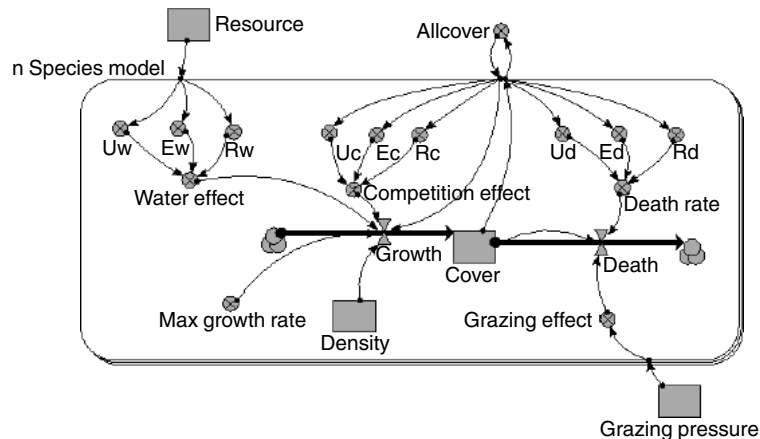 Resource
Allcover
n Species model
Uw
Ew
Rw
Uc
Ec
Rc
Ud
Ed
Rd
Water effect
Competition effect
Death rate
Growth
Cover
Death
Max growth rate
Density
Grazing effect
Grazing pressure